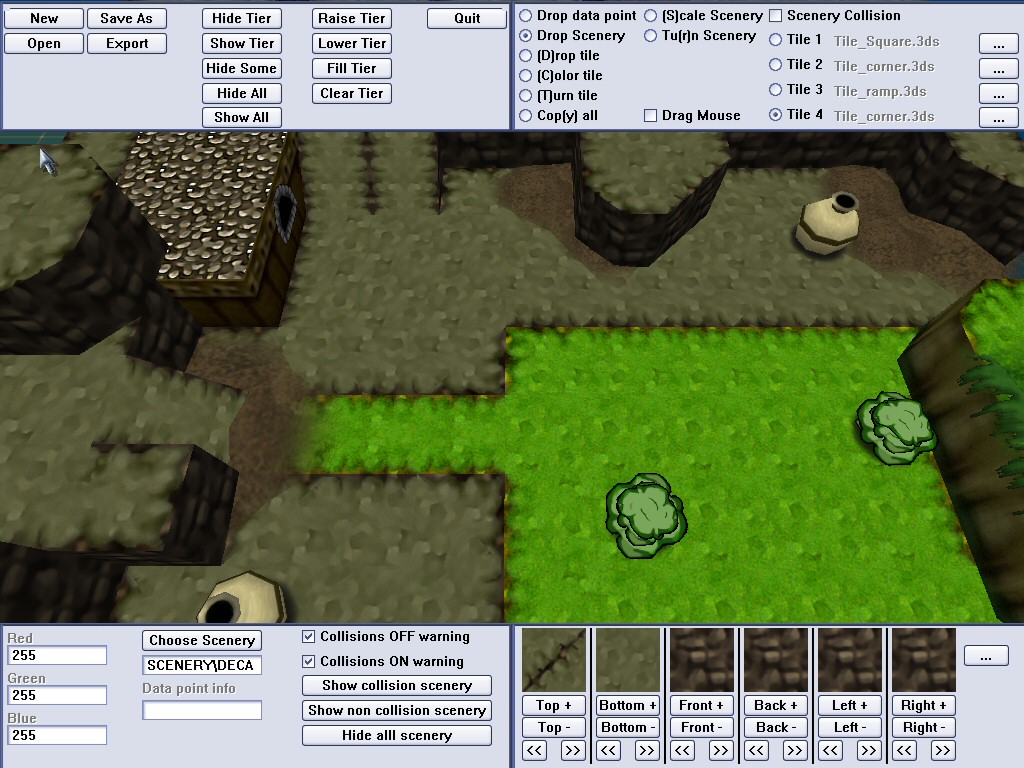 New Save As Hide Tier Raise Tier Quit
Open Export Show Tier Lower Tier
Hide Some Fill Tier
Hide All Clear Tier
Show All
Drop data point (S)cale Scenery Scenery Collision
Drop Scenery Tu(r)n Scenery Tile 1 Tile_Square.3ds ...
(D)rop tile Tile 2 Tile_corner.3ds ...
(C)olor tile Tile 3 Tile_ramp.3ds ...
(T)urn tile
Cop(y) all Drag Mouse Tile 4 Tile_corner.3ds ...
Red Choose Scenery Collisions OFF warning
255 SCENERY\DECA Collisions ON warning
Green Data point info Show collision scenery
255 Show non collision scenery
Blue Hide alll scenery
255
...
Top + Bottom + Front + Back + Left + Right +
Top - Bottom - Front - Back - Left - Right -
<< >> << >> << >> << >> << >> << >>